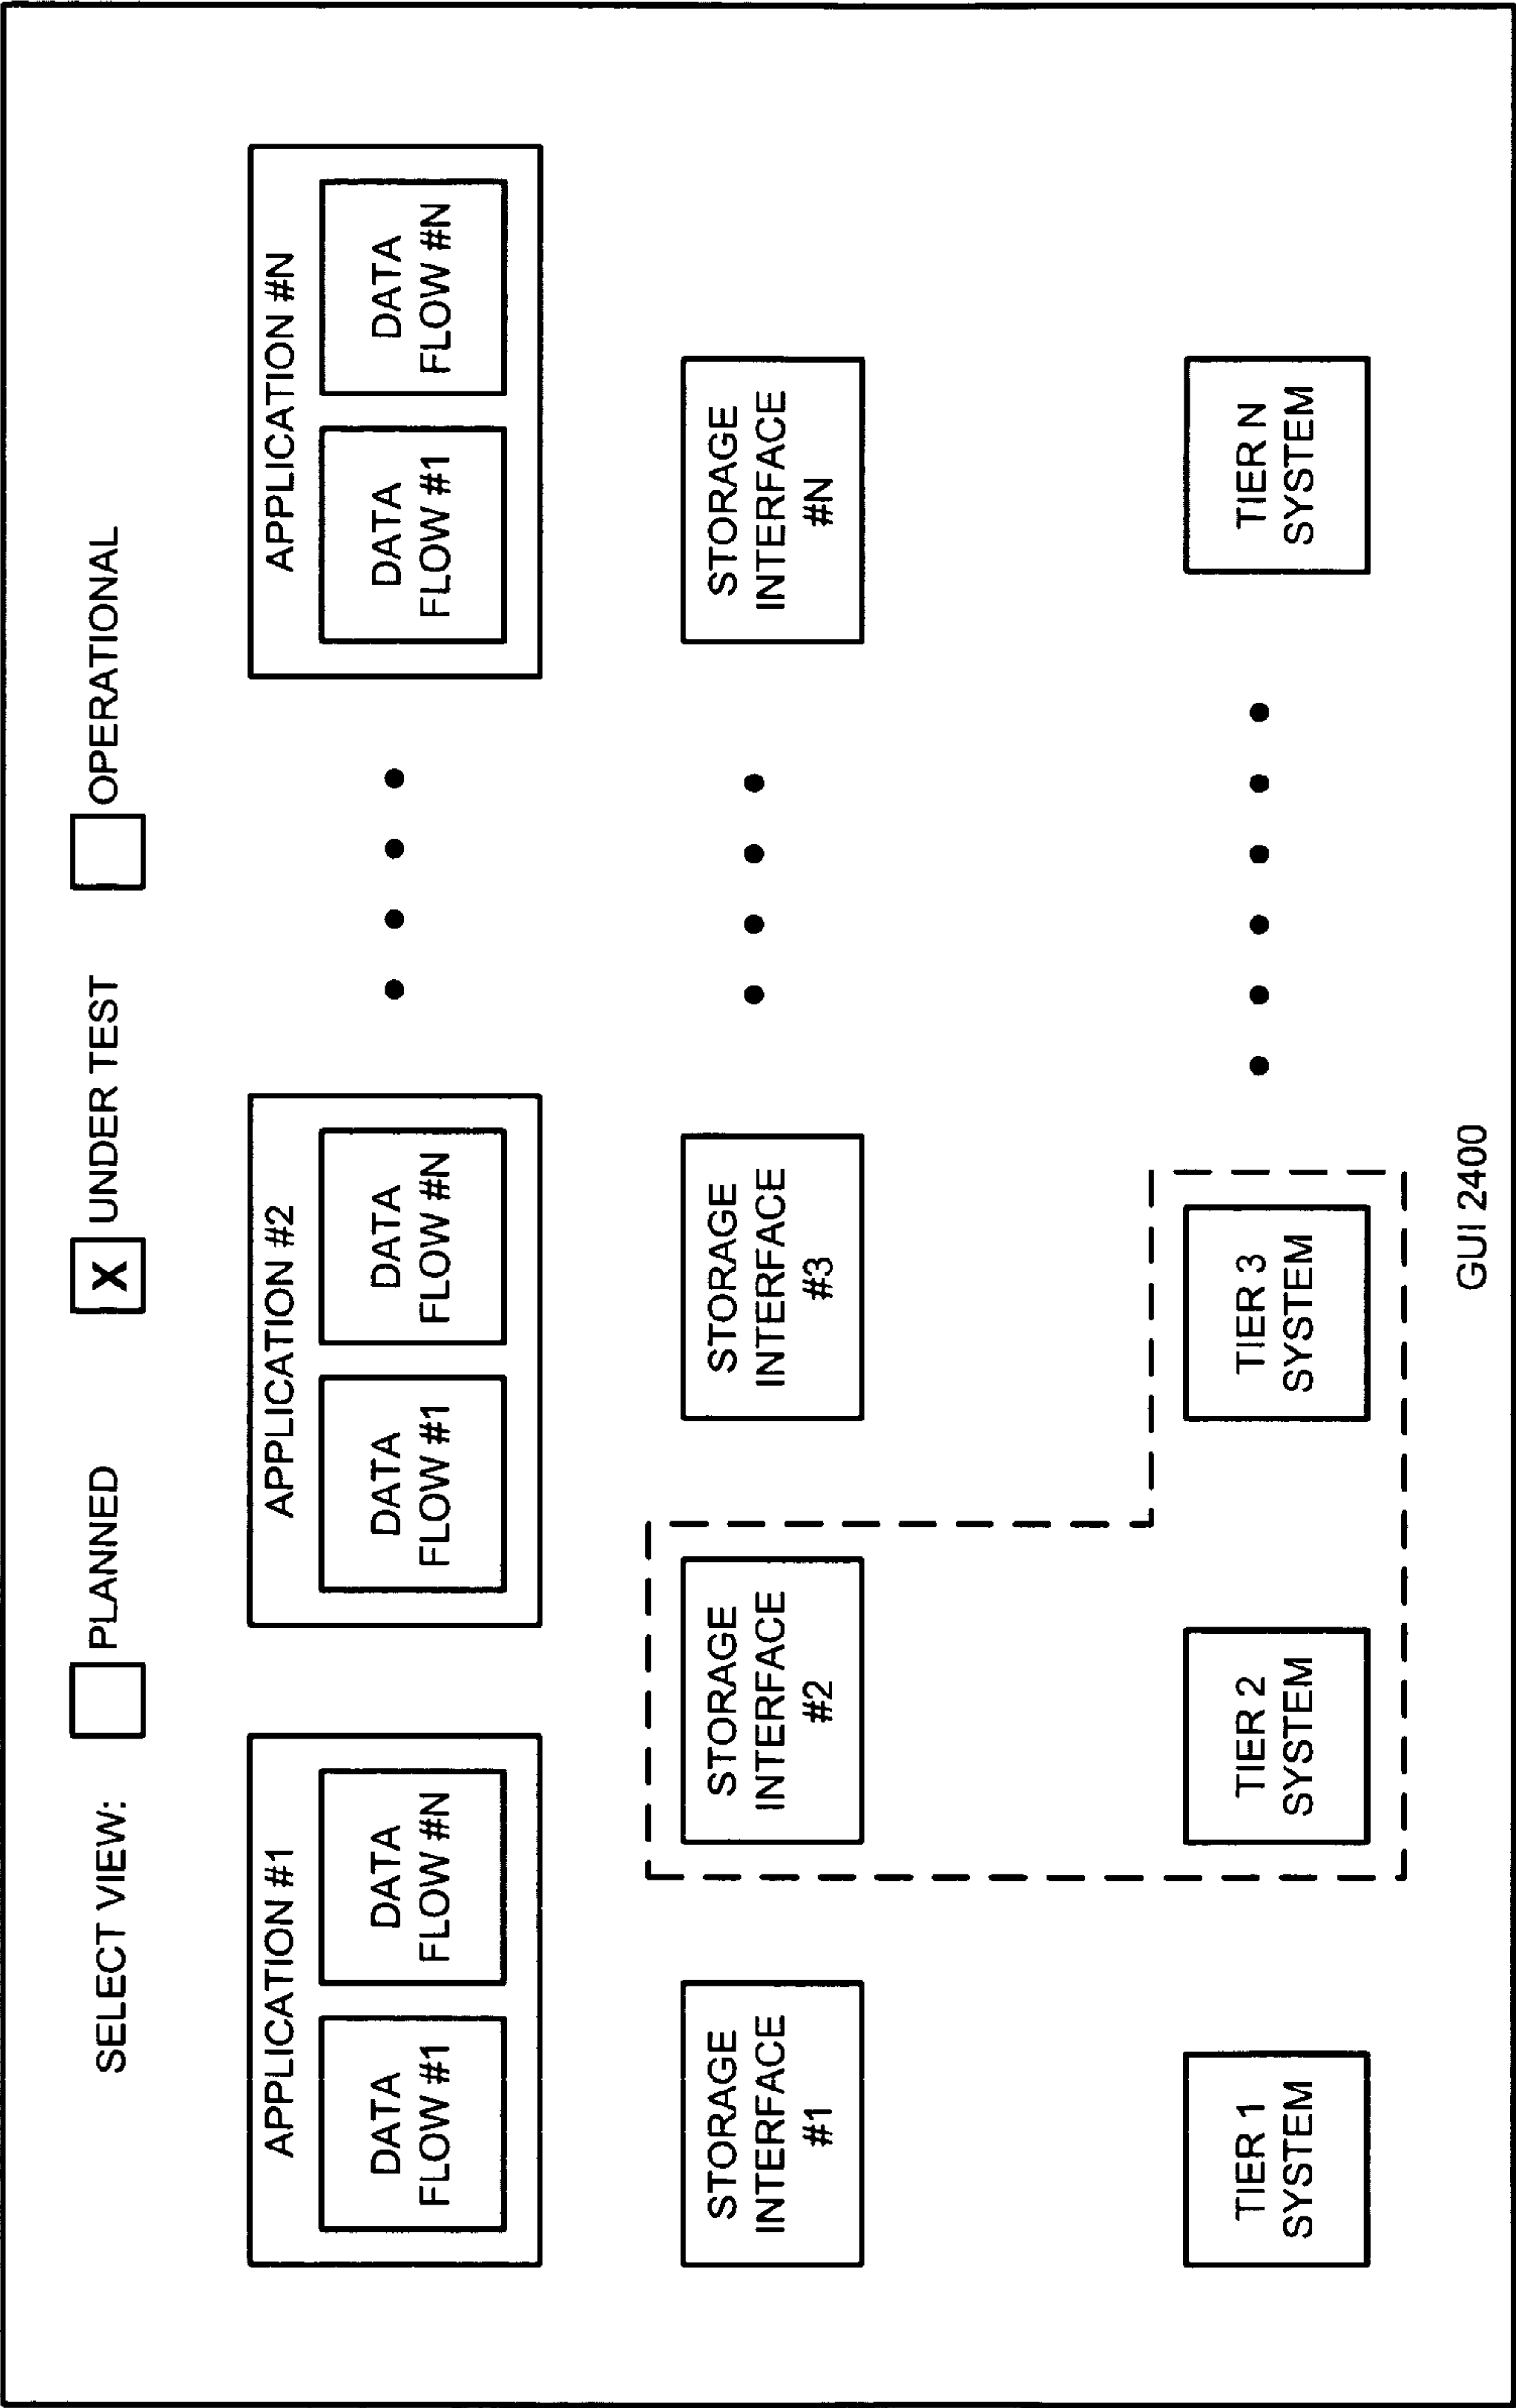 SELECT VIEW:
PLANNED
X
UNDER TEST
OPERATIONAL
APPLICATION #1
DATA
FLOW #1
DATA
FLOW #N
APPLICATION #2
DATA
FLOW #1
DATA
FLOW #N
APPLICATION #N
DATA
FLOW #1
DATA
FLOW #N
STORAGE
INTERFACE
#1
STORAGE
INTERFACE
#2
STORAGE
INTERFACE
#3
STORAGE
INTERFACE
#N
TIER 1
SYSTEM
TIER 2
SYSTEM
TIER 3
SYSTEM
TIER N
SYSTEM
GUI 2400